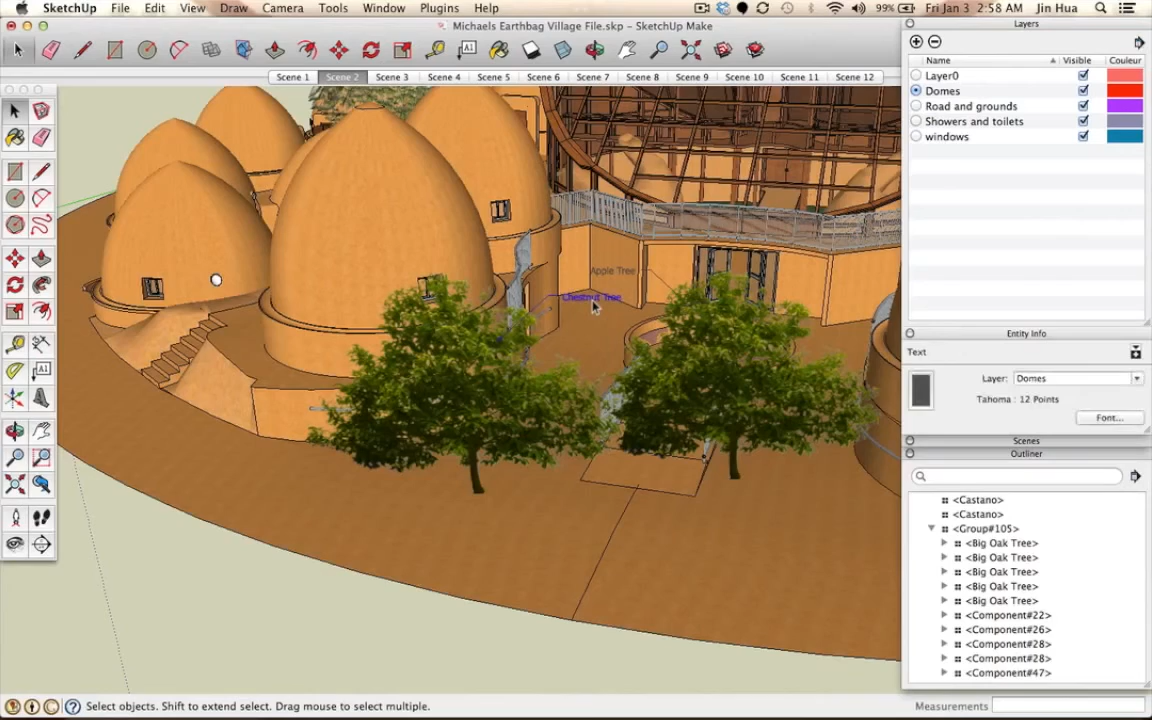 SketchUp File Edit View Draw Camera Tools Window Plugins Help 99% Fri Jan 3 2:58 AM Jin Hua
Michaels Earthbag Village File.skp - SketchUp Make
Scene 1 Scene 2 Scene 3 Scene 4 Scene 5 Scene 6 Scene 7 Scene 8 Scene 9 Scene 10 Scene 11 Scene 12
Layers
Name Visible Couleur
Layer0
Domes
Road and grounds
Showers and toilets
windows
Apple Tree
Chestnut Tree
Entity Info
Text
Layer: Domes
Tahoma : 12 Points
Font...
Scenes
Outliner
<Castano>
<Castano>
<Group#105>
<Big Oak Tree>
<Big Oak Tree>
<Big Oak Tree>
<Big Oak Tree>
<Big Oak Tree>
<Component#22>
<Component#26>
<Component#28>
<Component#28>
<Component#47>
Select objects. Shift to extend select. Drag mouse to select multiple.
Measurements